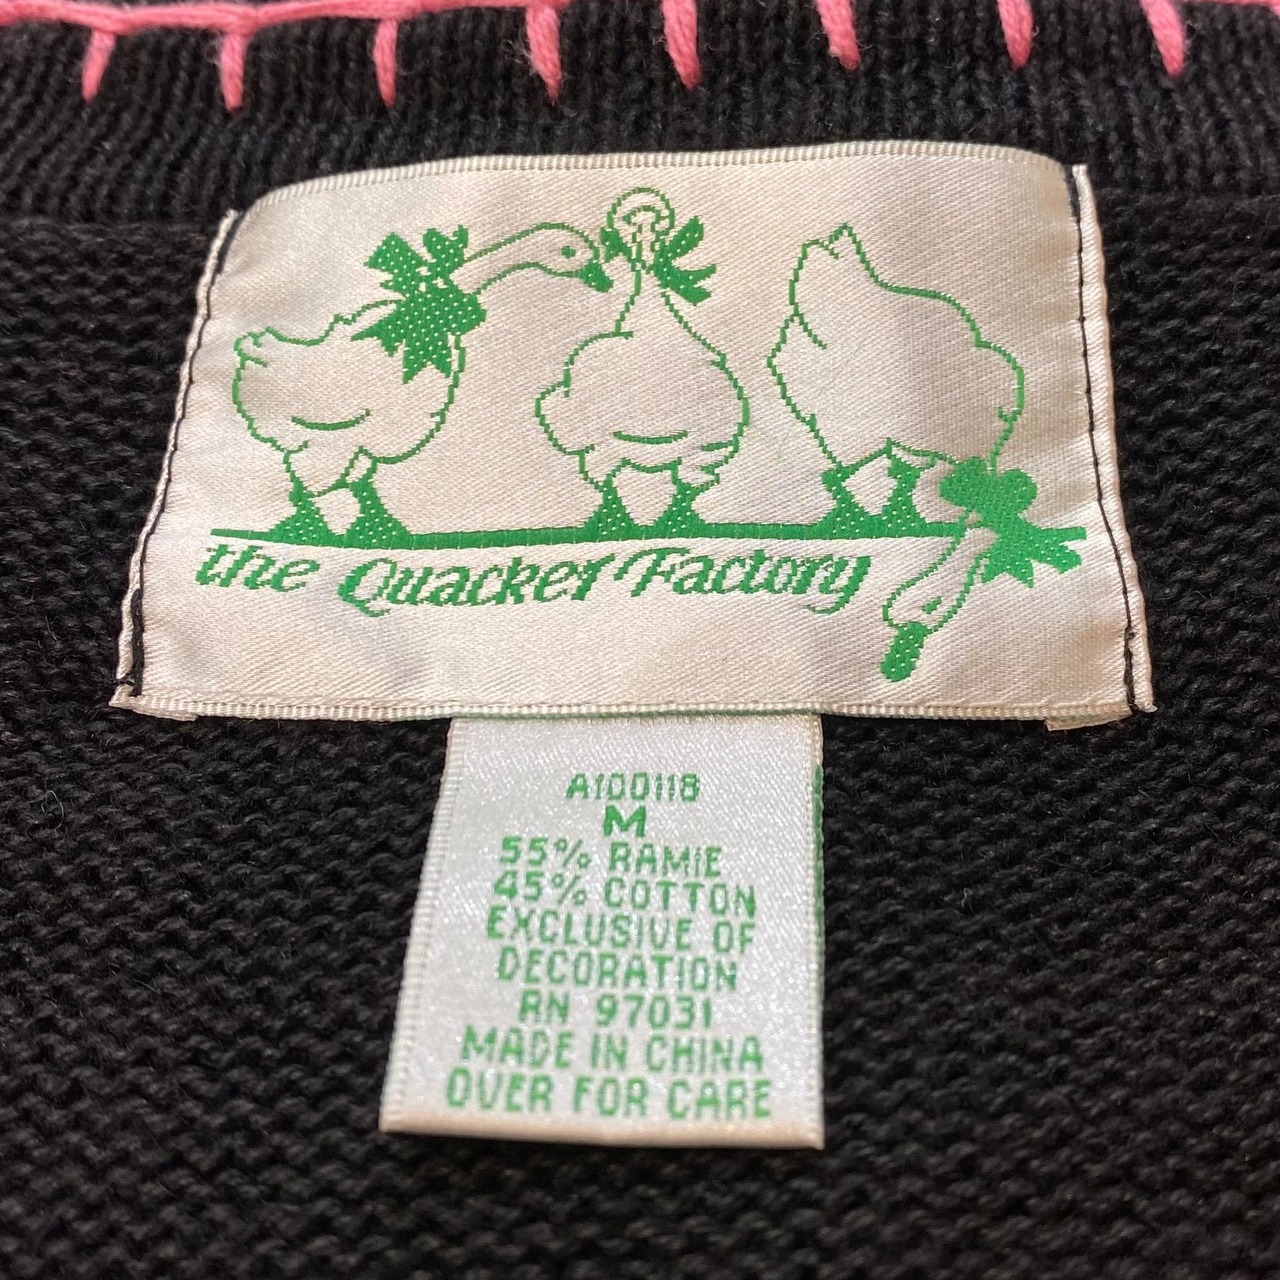 the Quacker Factory
A100118
M
55% RAMIE
45% COTTON
EXCLUSIVE OF
DECORATION
RN 97031
MADE IN CHINA
OVER FOR CARE